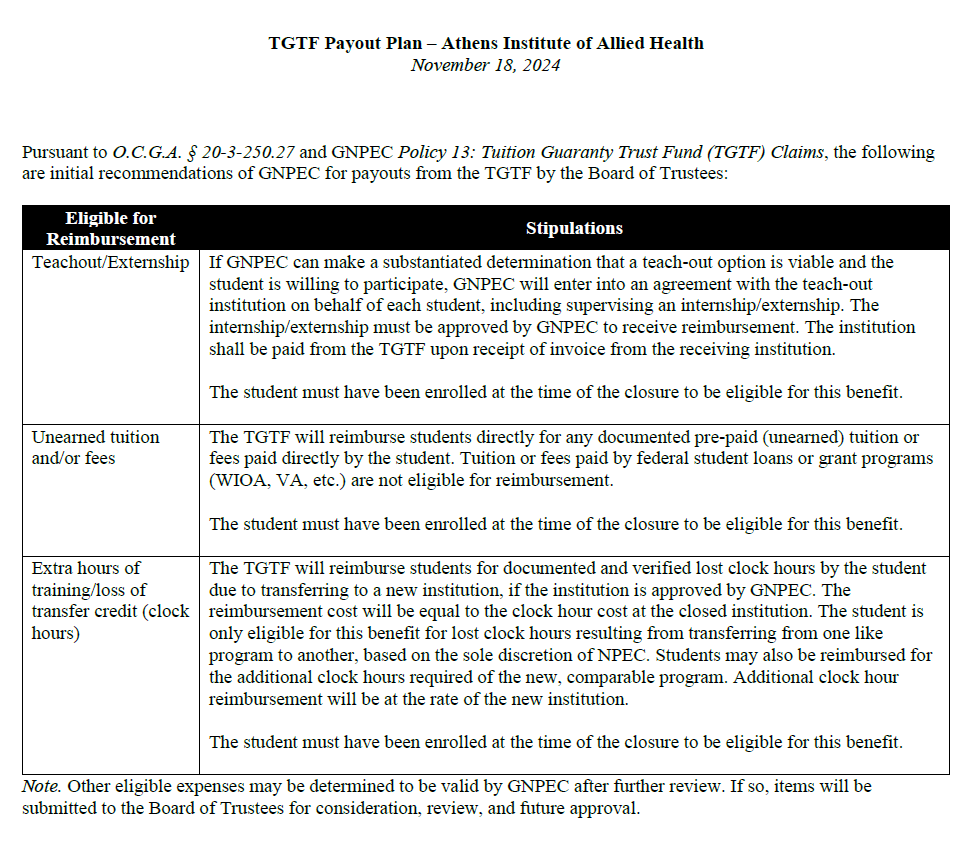 TGTF Payout Plan – Athens Institute of Allied Health
November 18, 2024
Pursuant to O.C.G.A. § 20-3-250.27 and GNPEC Policy 13: Tuition Guaranty Trust Fund (TGTF) Claims, the following
are initial recommendations of GNPEC for payouts from the TGTF by the Board of Trustees:
Eligible for
Reimbursement
Stipulations
Teachout/Externship
If GNPEC can make a substantiated determination that a teach-out option is viable and the
student is willing to participate, GNPEC will enter into an agreement with the teach-out
institution on behalf of each student, including supervising an internship/externship. The
internship/externship must be approved by GNPEC to receive reimbursement. The institution
shall be paid from the TGTF upon receipt of invoice from the receiving institution.
The student must have been enrolled at the time of the closure to be eligible for this benefit.
Unearned tuition
and/or fees
The TGTF will reimburse students directly for any documented pre-paid (unearned) tuition or
fees paid directly by the student. Tuition or fees paid by federal student loans or grant programs
(WIOA, VA, etc.) are not eligible for reimbursement.
The student must have been enrolled at the time of the closure to be eligible for this benefit.
Extra hours of
training/loss of
transfer credit (clock
hours)
The TGTF will reimburse students for documented and verified lost clock hours by the student
due to transferring to a new institution, if the institution is approved by GNPEC. The
reimbursement cost will be equal to the clock hour cost at the closed institution. The student is
only eligible for this benefit for lost clock hours resulting from transferring from one like
program to another, based on the sole discretion of NPEC. Students may also be reimbursed for
the additional clock hours required of the new, comparable program. Additional clock hour
reimbursement will be at the rate of the new institution.
The student must have been enrolled at the time of the closure to be eligible for this benefit.
Note. Other eligible expenses may be determined to be valid by GNPEC after further review. If so, items will be
submitted to the Board of Trustees for consideration, review, and future approval.